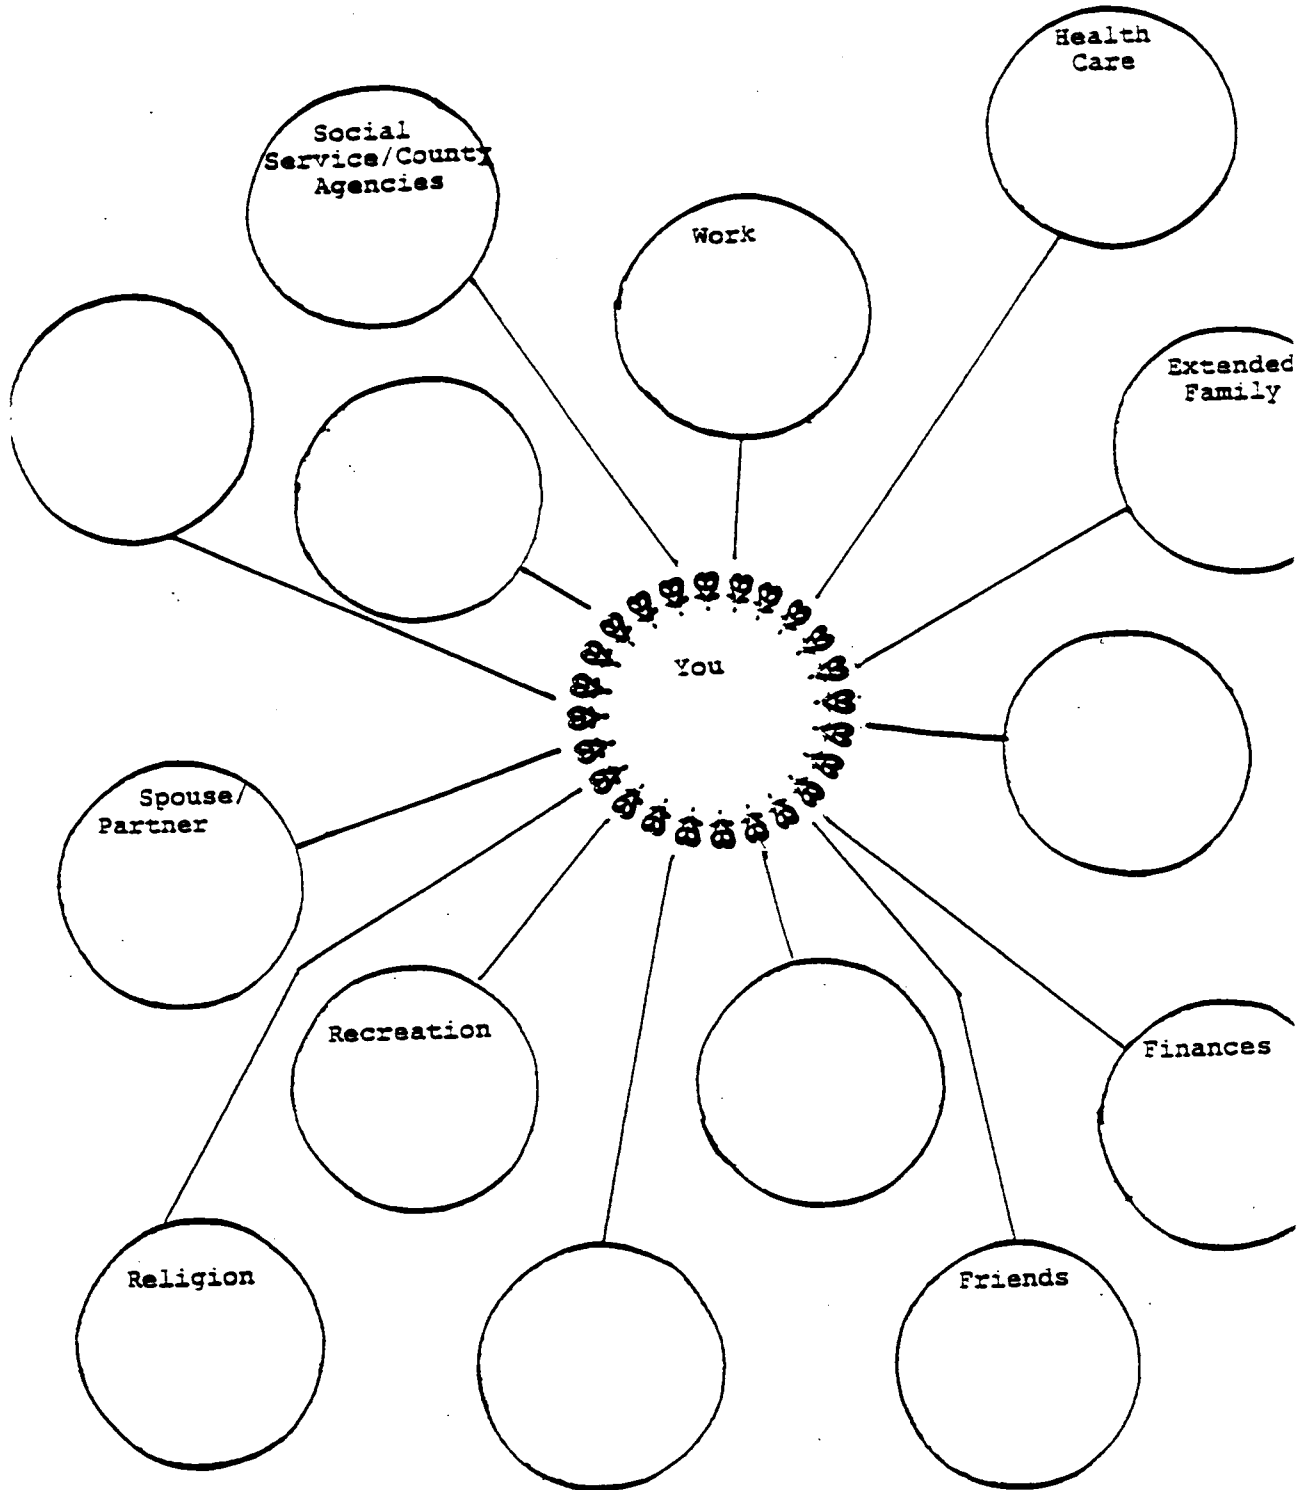 Health
Care
Social
Service/County
Agencies
Work
Extended
Family
You
Spouse/
Partner
Recreation
Finances
Religion
Friends